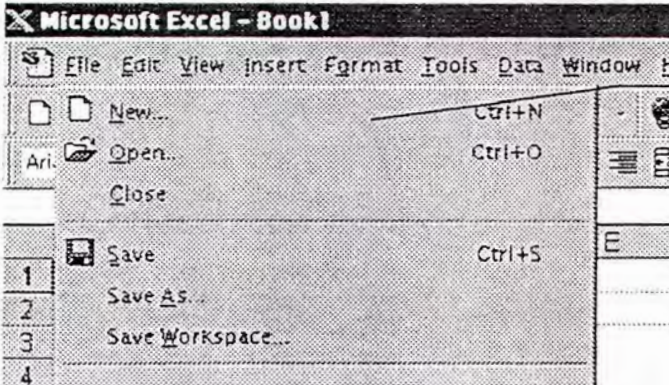 Microsoft Excel - Book1
File Edit View Insert Format Tools Data Window H
New... Ctrl+N
Open... Ctrl+O
Ari
Close
E
Save Ctrl+S
1
Save As...
2
Save Workspace...
3
4